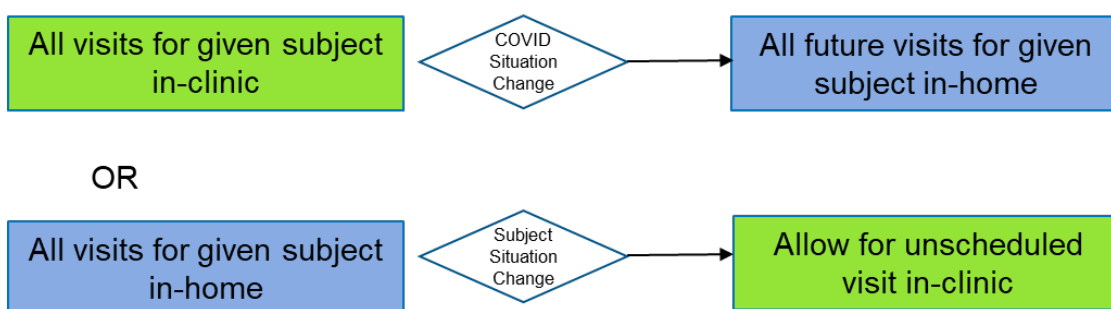 All visits for given subject
in-clinic
COVID
Situation
Change
All future visits for given
subject in-home
OR
All visits for given subject
in-home
Subject
Situation
Change
Allow for unscheduled
visit in-clinic